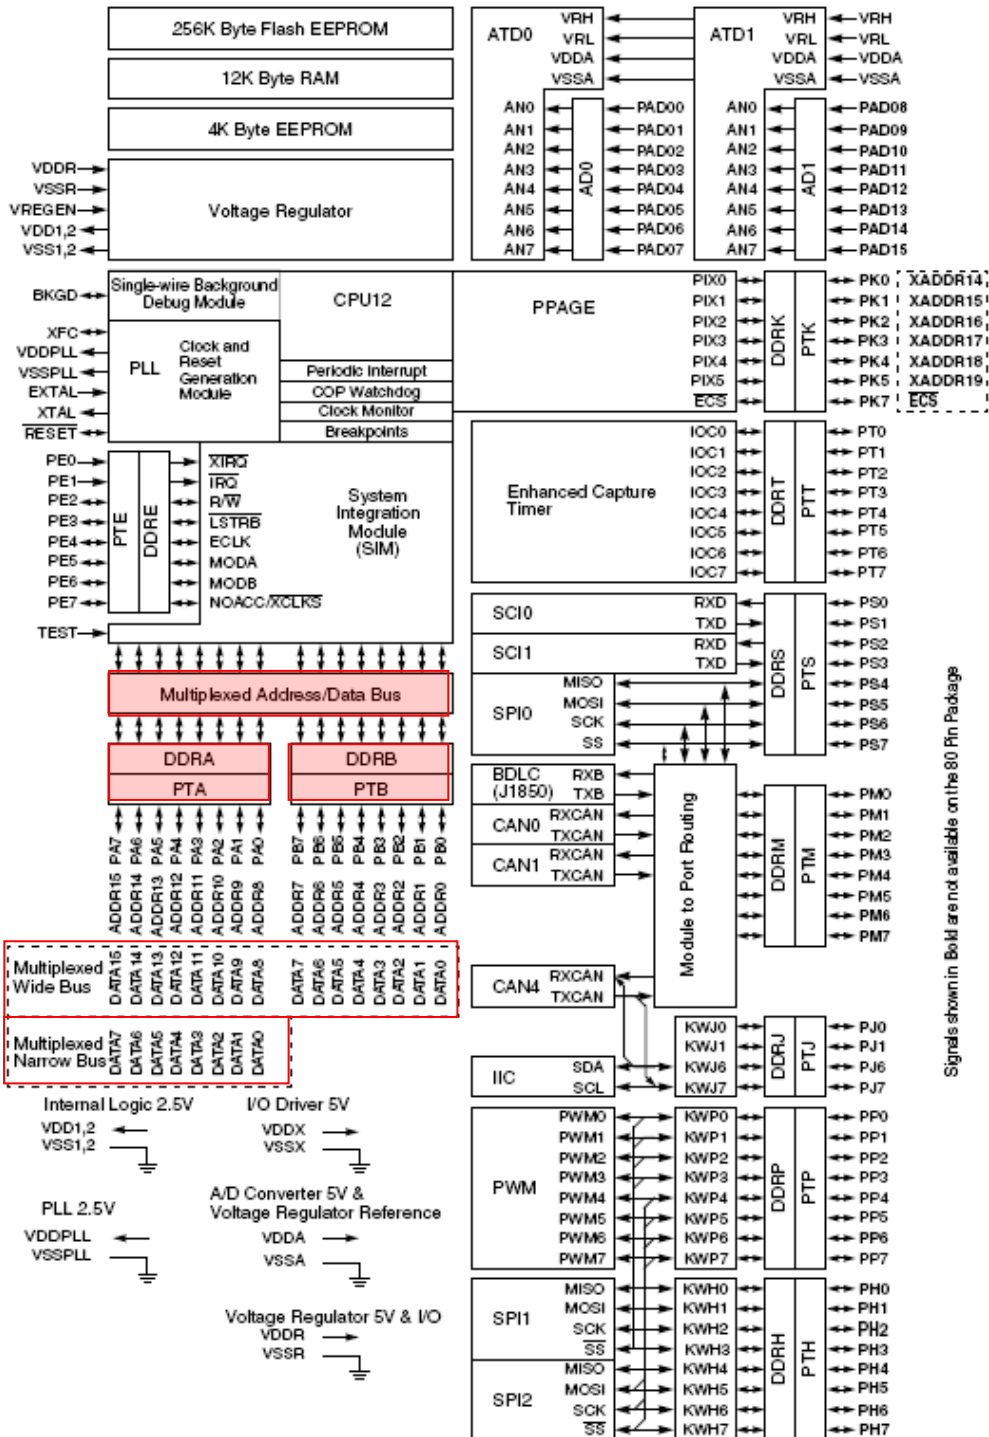 256K Byte Flash EEPROM
12K Byte RAM
4K Byte EEPROM
VDDR
VSSR
VREGEN
VDD1,2
VSS1,2
Voltage Regulator
ATD0
VRH
VRL
VDDA
VSSA
AN0
AN1
AN2
AN3
AN4
AN5
AN6
AN7
AD0
PAD00
PAD01
PAD02
PAD03
PAD04
PAD05
PAD06
PAD07
ATD1
VRH
VRL
VDDA
VSSA
VRH
VRL
VDDA
VSSA
AN0
AN1
AN2
AN3
AN4
AN5
AN6
AN7
AD1
PAD08
PAD09
PAD10
PAD11
PAD12
PAD13
PAD14
PAD15
BKGD
XFC
VDDPLL
VSSPLL
EXTAL
XTAL
RESET
Single-wire Background
Debug Module
CPU12
PLL
Clock and
Reset
Generation
Module
Periodic Interrupt
COP Watchdog
Clock Monitor
Breakpoints
PPAGE
PIX0
PIX1
PIX2
PIX3
PIX4
PIX5
ECS
DDRK
PTK
PK0 XADDR14
PK1 XADDR15
PK2 XADDR16
PK3 XADDR17
PK4 XADDR18
PK5 XADDR19
PK7 ECS
PE0
PE1
PE2
PE3
PE4
PE5
PE6
PE7
TEST
PTE
DDRE
XIRQ
IRQ
R/W
LSTRB
ECLK
MODA
MODB
NOACC/XCLKS
System
Integration
Module
(SIM)
Enhanced Capture
Timer
IOC0
IOC1
IOC2
IOC3
IOC4
IOC5
IOC6
IOC7
DDRT
PTT
PT0
PT1
PT2
PT3
PT4
PT5
PT6
PT7
Multiplexed Address/Data Bus
DDRA
PTA
DDRB
PTB
PA7
PA6
PA5
PA4
PA3
PA2
PA1
PA0
PB7
PB6
PB5
PB4
PB3
PB2
PB1
PB0
ADDR15
ADDR14
ADDR13
ADDR12
ADDR11
ADDR10
ADDR9
ADDR8
ADDR7
ADDR6
ADDR5
ADDR4
ADDR3
ADDR2
ADDR1
ADDR0
Multiplexed
Wide Bus
DATA15
DATA14
DATA13
DATA12
DATA11
DATA10
DATA9
DATA8
DATA7
DATA6
DATA5
DATA4
DATA3
DATA2
DATA1
DATA0
Multiplexed
Narrow Bus
DATA7
DATA6
DATA5
DATA4
DATA3
DATA2
DATA1
DATA0
SCI0
RXD
TXD
SCI1
RXD
TXD
SPI0
MISO
MOSI
SCK
SS
DDRS
PTS
PS0
PS1
PS2
PS3
PS4
PS5
PS6
PS7
BDLC
(J1850)
RXB
TXB
CAN0
RXCAN
TXCAN
CAN1
RXCAN
TXCAN
CAN4
RXCAN
TXCAN
Module to Port Routing
DDRM
PTM
PM0
PM1
PM2
PM3
PM4
PM5
PM6
PM7
IIC
SDA
SCL
KWJ0
KWJ1
KWJ6
KWJ7
DDRJ
PTJ
PJ0
PJ1
PJ6
PJ7
PWM
PWM0
PWM1
PWM2
PWM3
PWM4
PWM5
PWM6
PWM7
KWP0
KWP1
KWP2
KWP3
KWP4
KWP5
KWP6
KWP7
DDRP
PTP
PP0
PP1
PP2
PP3
PP4
PP5
PP6
PP7
SPI1
MISO
MOSI
SCK
SS
SPI2
MISO
MOSI
SCK
SS
KWH0
KWH1
KWH2
KWH3
KWH4
KWH5
KWH6
KWH7
DDRH
PTH
PH0
PH1
PH2
PH3
PH4
PH5
PH6
PH7
Internal Logic 2.5V
VDD1,2
VSS1,2
I/O Driver 5V
VDDX
VSSX
PLL 2.5V
VDDPLL
VSSPLL
A/D Converter 5V &
Voltage Regulator Reference
VDDA
VSSA
Voltage Regulator 5V & I/O
VDDR
VSSR
Signals shown in Bold are not available on the 80 Pin Package